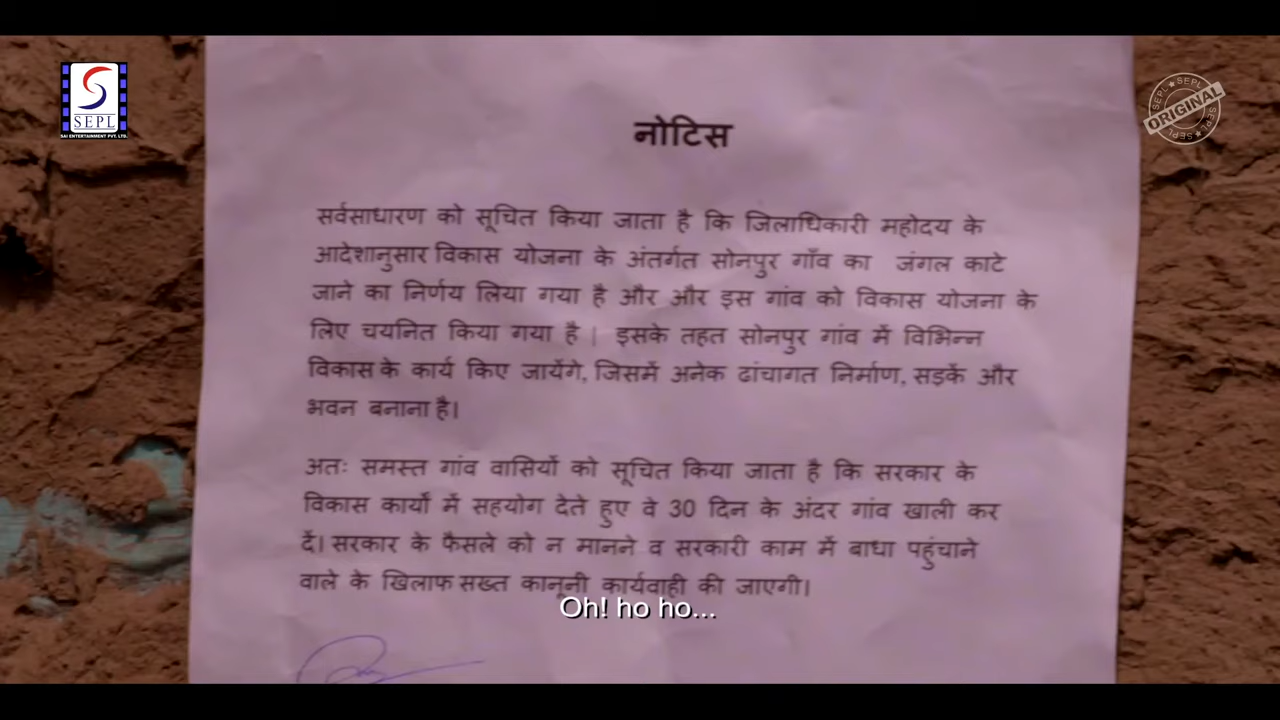 SEPL
SAI ENTERTAINMENT PVT. LTD.
★ SEPL ★
ORIGINAL
★ SEPL ★
नोटिस
सर्वसाधारण को सूचित किया जाता है कि जिलाधिकारी महोदय के
आदेशानुसार विकास योजना के अंतर्गत सोनपुर गाँव का जंगल काटे
जाने का निर्णय लिया गया है और और इस गांव को विकास योजना के
लिए चयनित किया गया है | इसके तहत सोनपुर गांव में विभिन्न
विकास के कार्य किए जायेंगे, जिसमें अनेक ढांचागत निर्माण, सड़कें और
भवन बनाना है।
अतः समस्त गांव वासियों को सूचित किया जाता है कि सरकार के
विकास कार्यों में सहयोग देते हुए वे 30 दिन के अंदर गांव खाली कर
दें। सरकार के फैसले को न मानने व सरकारी काम में बाधा पहुंचाने
वाले के खिलाफ सख्त कानूनी कार्यवाही की जाएगी।
Oh! ho ho...